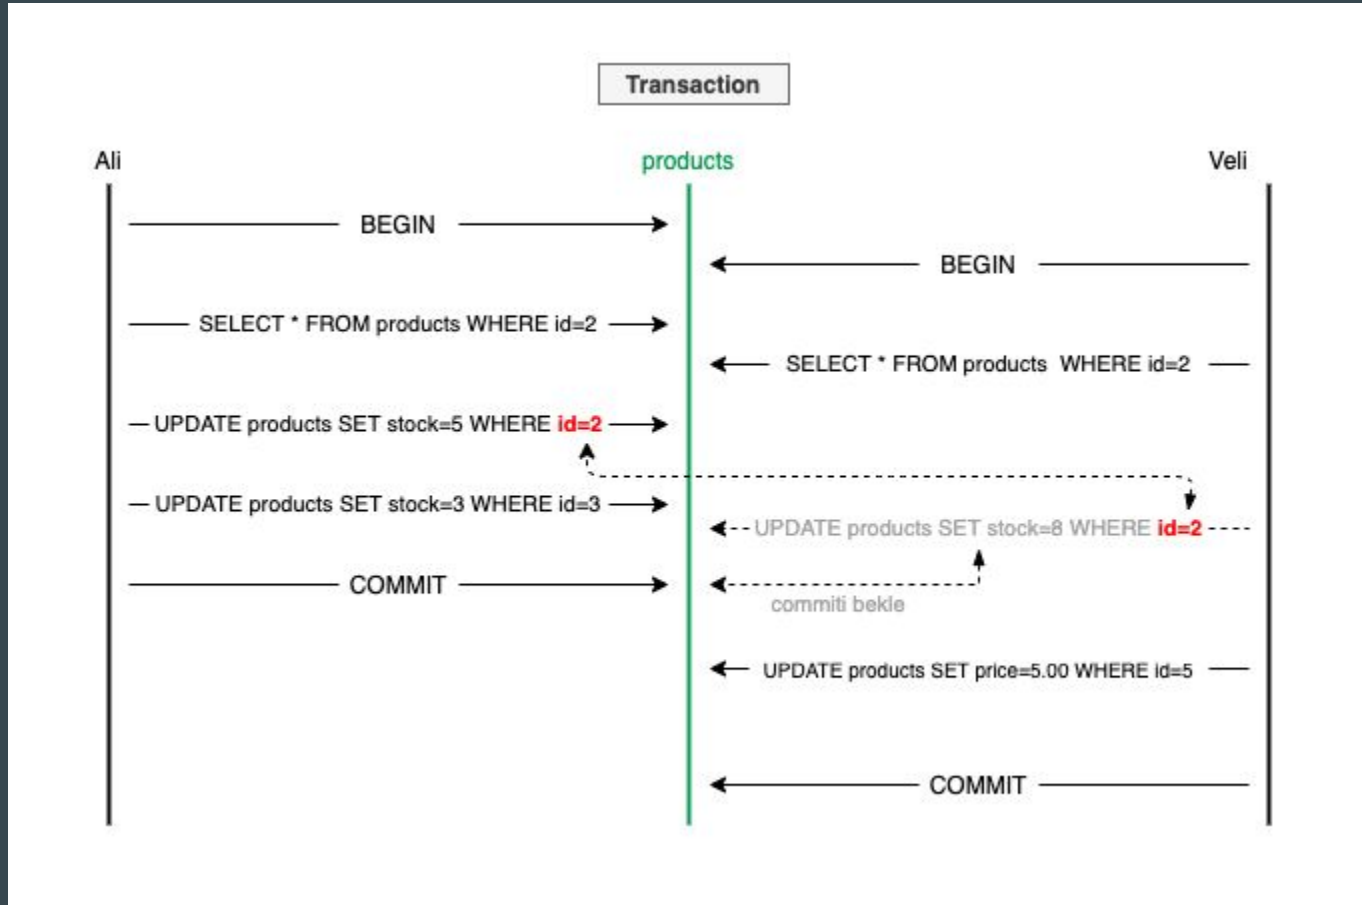 Transaction
Ali
products
Veli
BEGIN
BEGIN
SELECT * FROM products WHERE id=2
SELECT * FROM products WHERE id=2
UPDATE products SET stock=5 WHERE id=2
UPDATE products SET stock=3 WHERE id=3
UPDATE products SET stock=8 WHERE id=2
COMMIT
commiti bekle
UPDATE products SET price=5.00 WHERE id=5
COMMIT